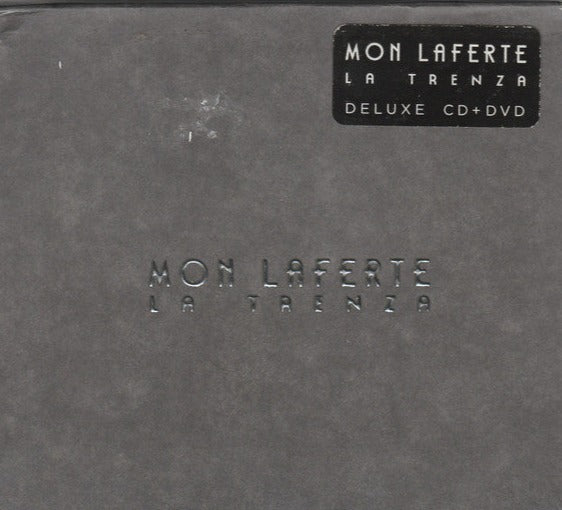 MON LAFERTE
LA TRENZA
DELUXE CD+DVD
MON LAFERTE
LA TRENZA